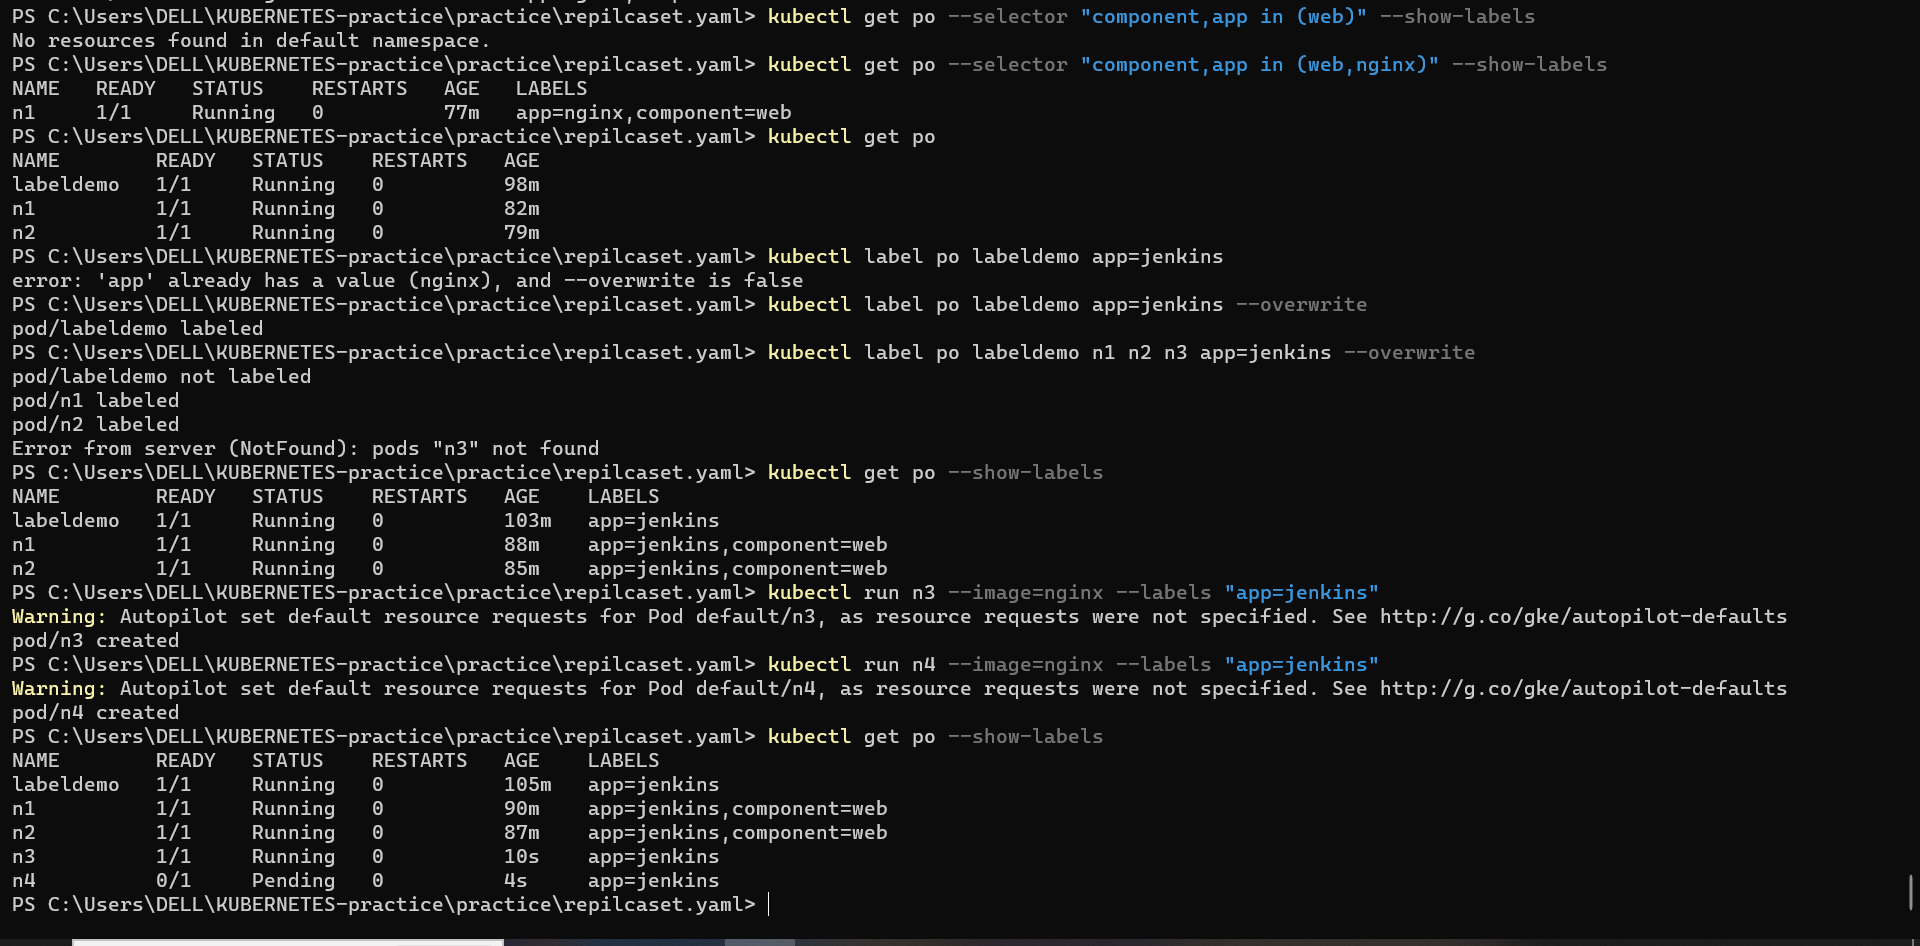 PS C:\Users\DELL\KUBERNETES-practice\practice\repilcaset.yaml> kubectl get po --selector "component,app in (web)" --show-labels
No resources found in default namespace.
PS C:\Users\DELL\KUBERNETES-practice\practice\repilcaset.yaml> kubectl get po --selector "component,app in (web,nginx)" --show-labels
NAME   READY   STATUS    RESTARTS   AGE   LABELS
n1     1/1     Running   0          77m   app=nginx,component=web
PS C:\Users\DELL\KUBERNETES-practice\practice\repilcaset.yaml> kubectl get po
NAME        READY   STATUS    RESTARTS   AGE
labeldemo   1/1     Running   0          98m
n1          1/1     Running   0          82m
n2          1/1     Running   0          79m
PS C:\Users\DELL\KUBERNETES-practice\practice\repilcaset.yaml> kubectl label po labeldemo app=jenkins
error: 'app' already has a value (nginx), and --overwrite is false
PS C:\Users\DELL\KUBERNETES-practice\practice\repilcaset.yaml> kubectl label po labeldemo app=jenkins --overwrite
pod/labeldemo labeled
PS C:\Users\DELL\KUBERNETES-practice\practice\repilcaset.yaml> kubectl label po labeldemo n1 n2 n3 app=jenkins --overwrite
pod/labeldemo not labeled
pod/n1 labeled
pod/n2 labeled
Error from server (NotFound): pods "n3" not found
PS C:\Users\DELL\KUBERNETES-practice\practice\repilcaset.yaml> kubectl get po --show-labels
NAME        READY   STATUS    RESTARTS   AGE    LABELS
labeldemo   1/1     Running   0          103m   app=jenkins
n1          1/1     Running   0          88m    app=jenkins,component=web
n2          1/1     Running   0          85m    app=jenkins,component=web
PS C:\Users\DELL\KUBERNETES-practice\practice\repilcaset.yaml> kubectl run n3 --image=nginx --labels "app=jenkins"
Warning: Autopilot set default resource requests for Pod default/n3, as resource requests were not specified. See http://g.co/gke/autopilot-defaults
pod/n3 created
PS C:\Users\DELL\KUBERNETES-practice\practice\repilcaset.yaml> kubectl run n4 --image=nginx --labels "app=jenkins"
Warning: Autopilot set default resource requests for Pod default/n4, as resource requests were not specified. See http://g.co/gke/autopilot-defaults
pod/n4 created
PS C:\Users\DELL\KUBERNETES-practice\practice\repilcaset.yaml> kubectl get po --show-labels
NAME        READY   STATUS    RESTARTS   AGE    LABELS
labeldemo   1/1     Running   0          105m   app=jenkins
n1          1/1     Running   0          90m    app=jenkins,component=web
n2          1/1     Running   0          87m    app=jenkins,component=web
n3          1/1     Running   0          10s    app=jenkins
n4          0/1     Pending   0          4s     app=jenkins
PS C:\Users\DELL\KUBERNETES-practice\practice\repilcaset.yaml>